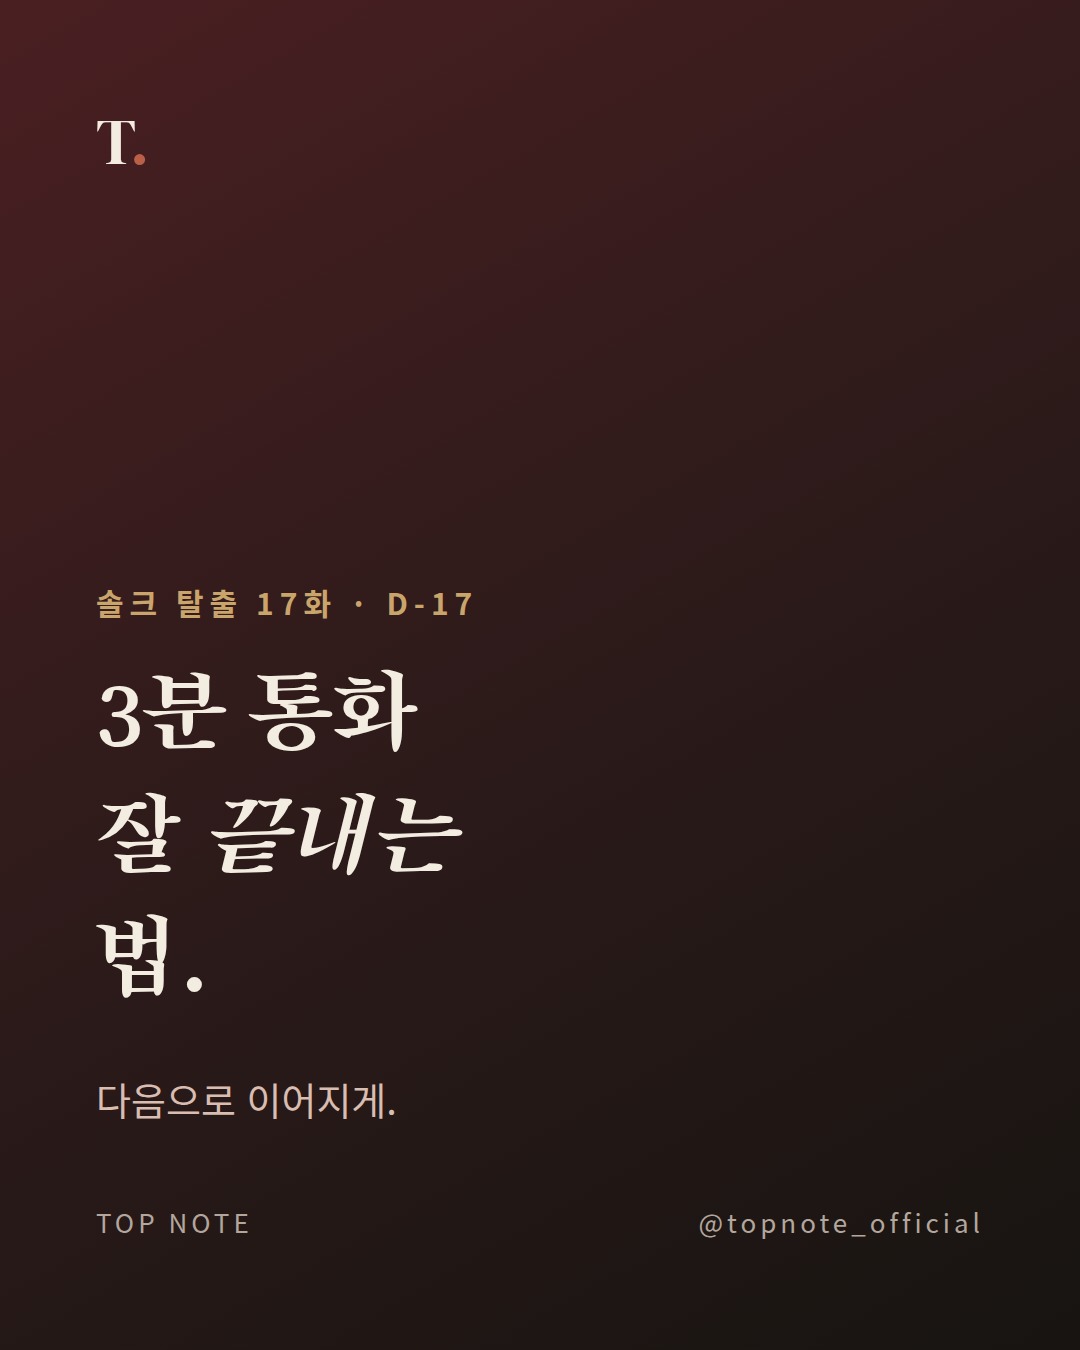 T.
솔크 탈출 17화 · D-17
3분 통화
잘 끝내는
법.
다음으로 이어지게.
TOP NOTE
@topnote_official